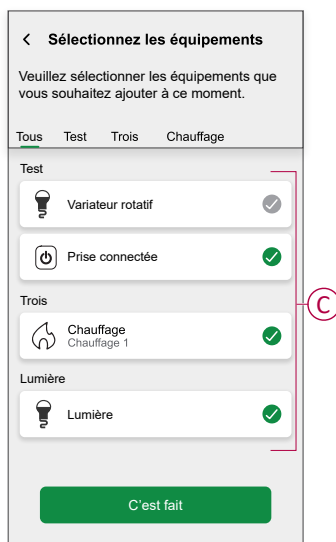 Sélectionnez les équipements
Veuillez sélectionner les équipements que
vous souhaitez ajouter à ce moment.
Tous Test Trois Chauffage
Test
Variateur rotatif
Prise connectée
Trois
Chauffage
Chauffage 1
Lumière
Lumière
C
C'est fait